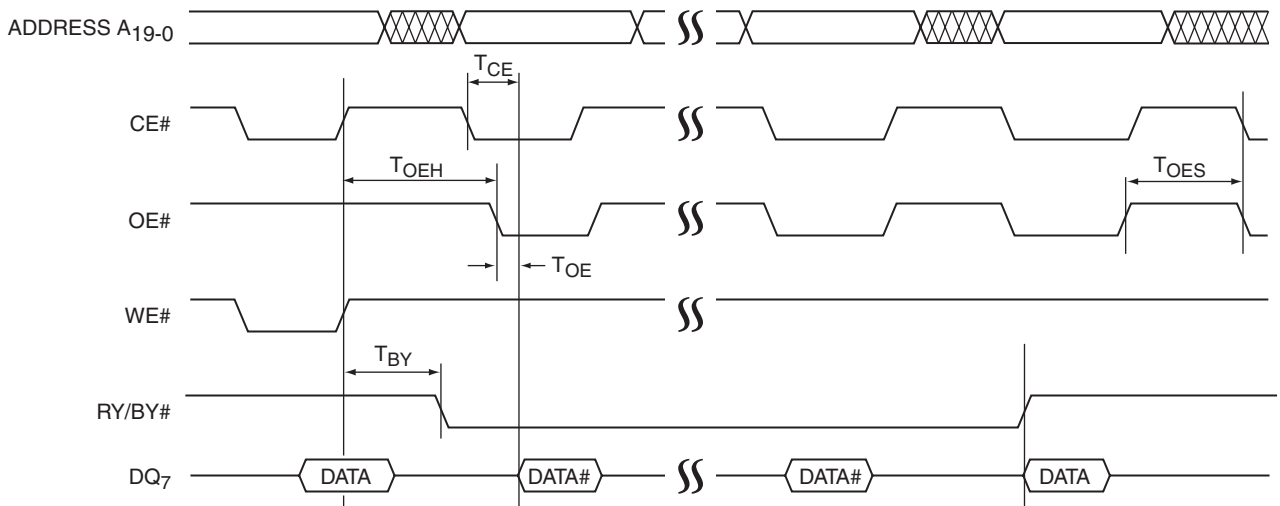 ADDRESS A19-0
TCE
CE#
TOEH
TOES
OE#
TOE
WE#
TBY
RY/BY#
DQ7
DATA
DATA#
DATA#
DATA